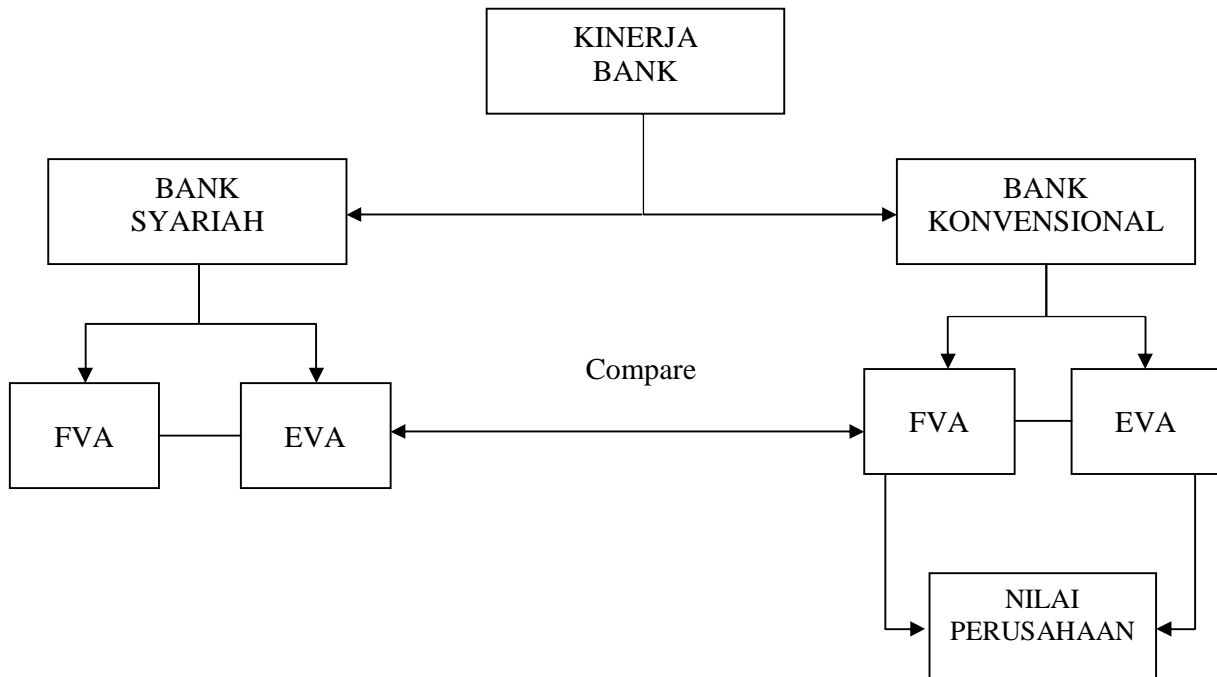 KINERJA
BANK
BANK
SYARIAH
BANK
KONVENSIONAL
Compare
FVA
EVA
FVA
EVA
NILAI
PERUSAHAAN